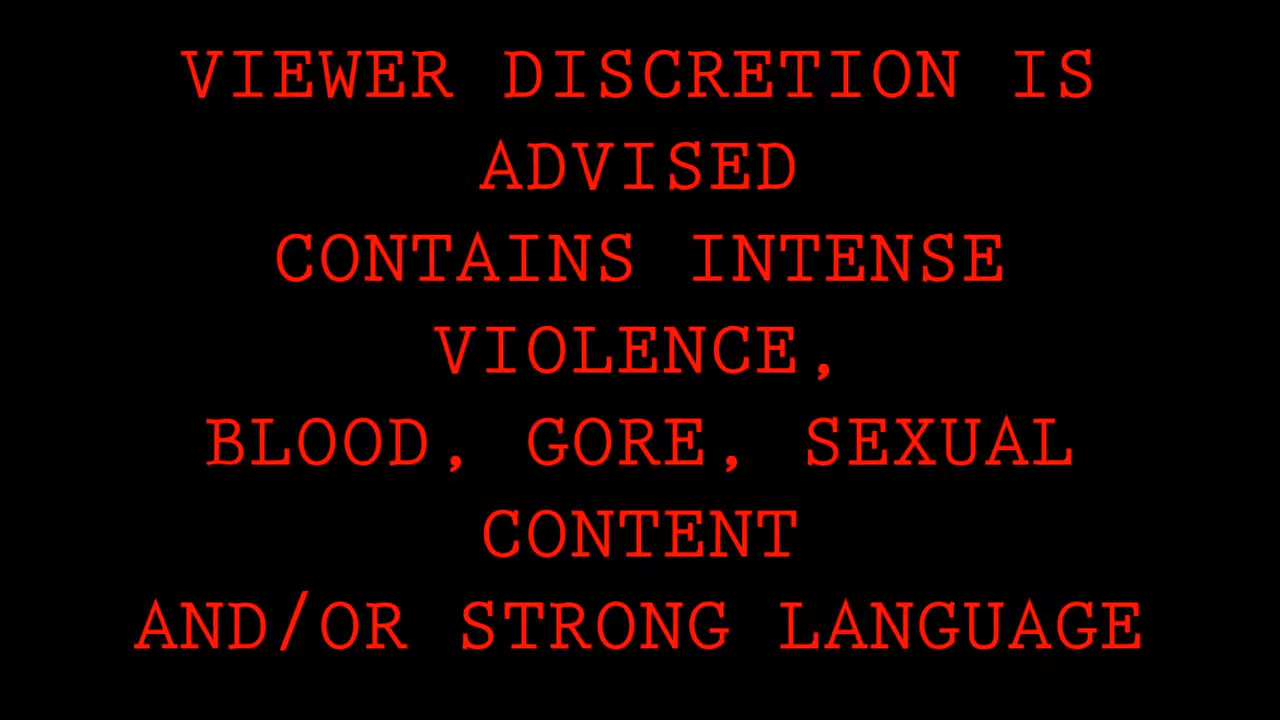 VIEWER DISCRETION IS
ADVISED
CONTAINS INTENSE
VIOLENCE,
BLOOD, GORE, SEXUAL
CONTENT
AND/OR STRONG LANGUAGE